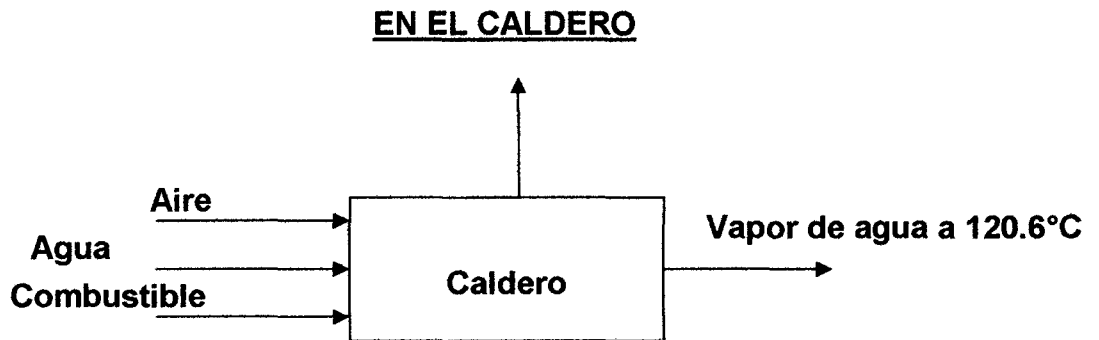 EN EL CALDERO
Aire
Agua
Combustible
Caldero
Vapor de agua a 120.6°C